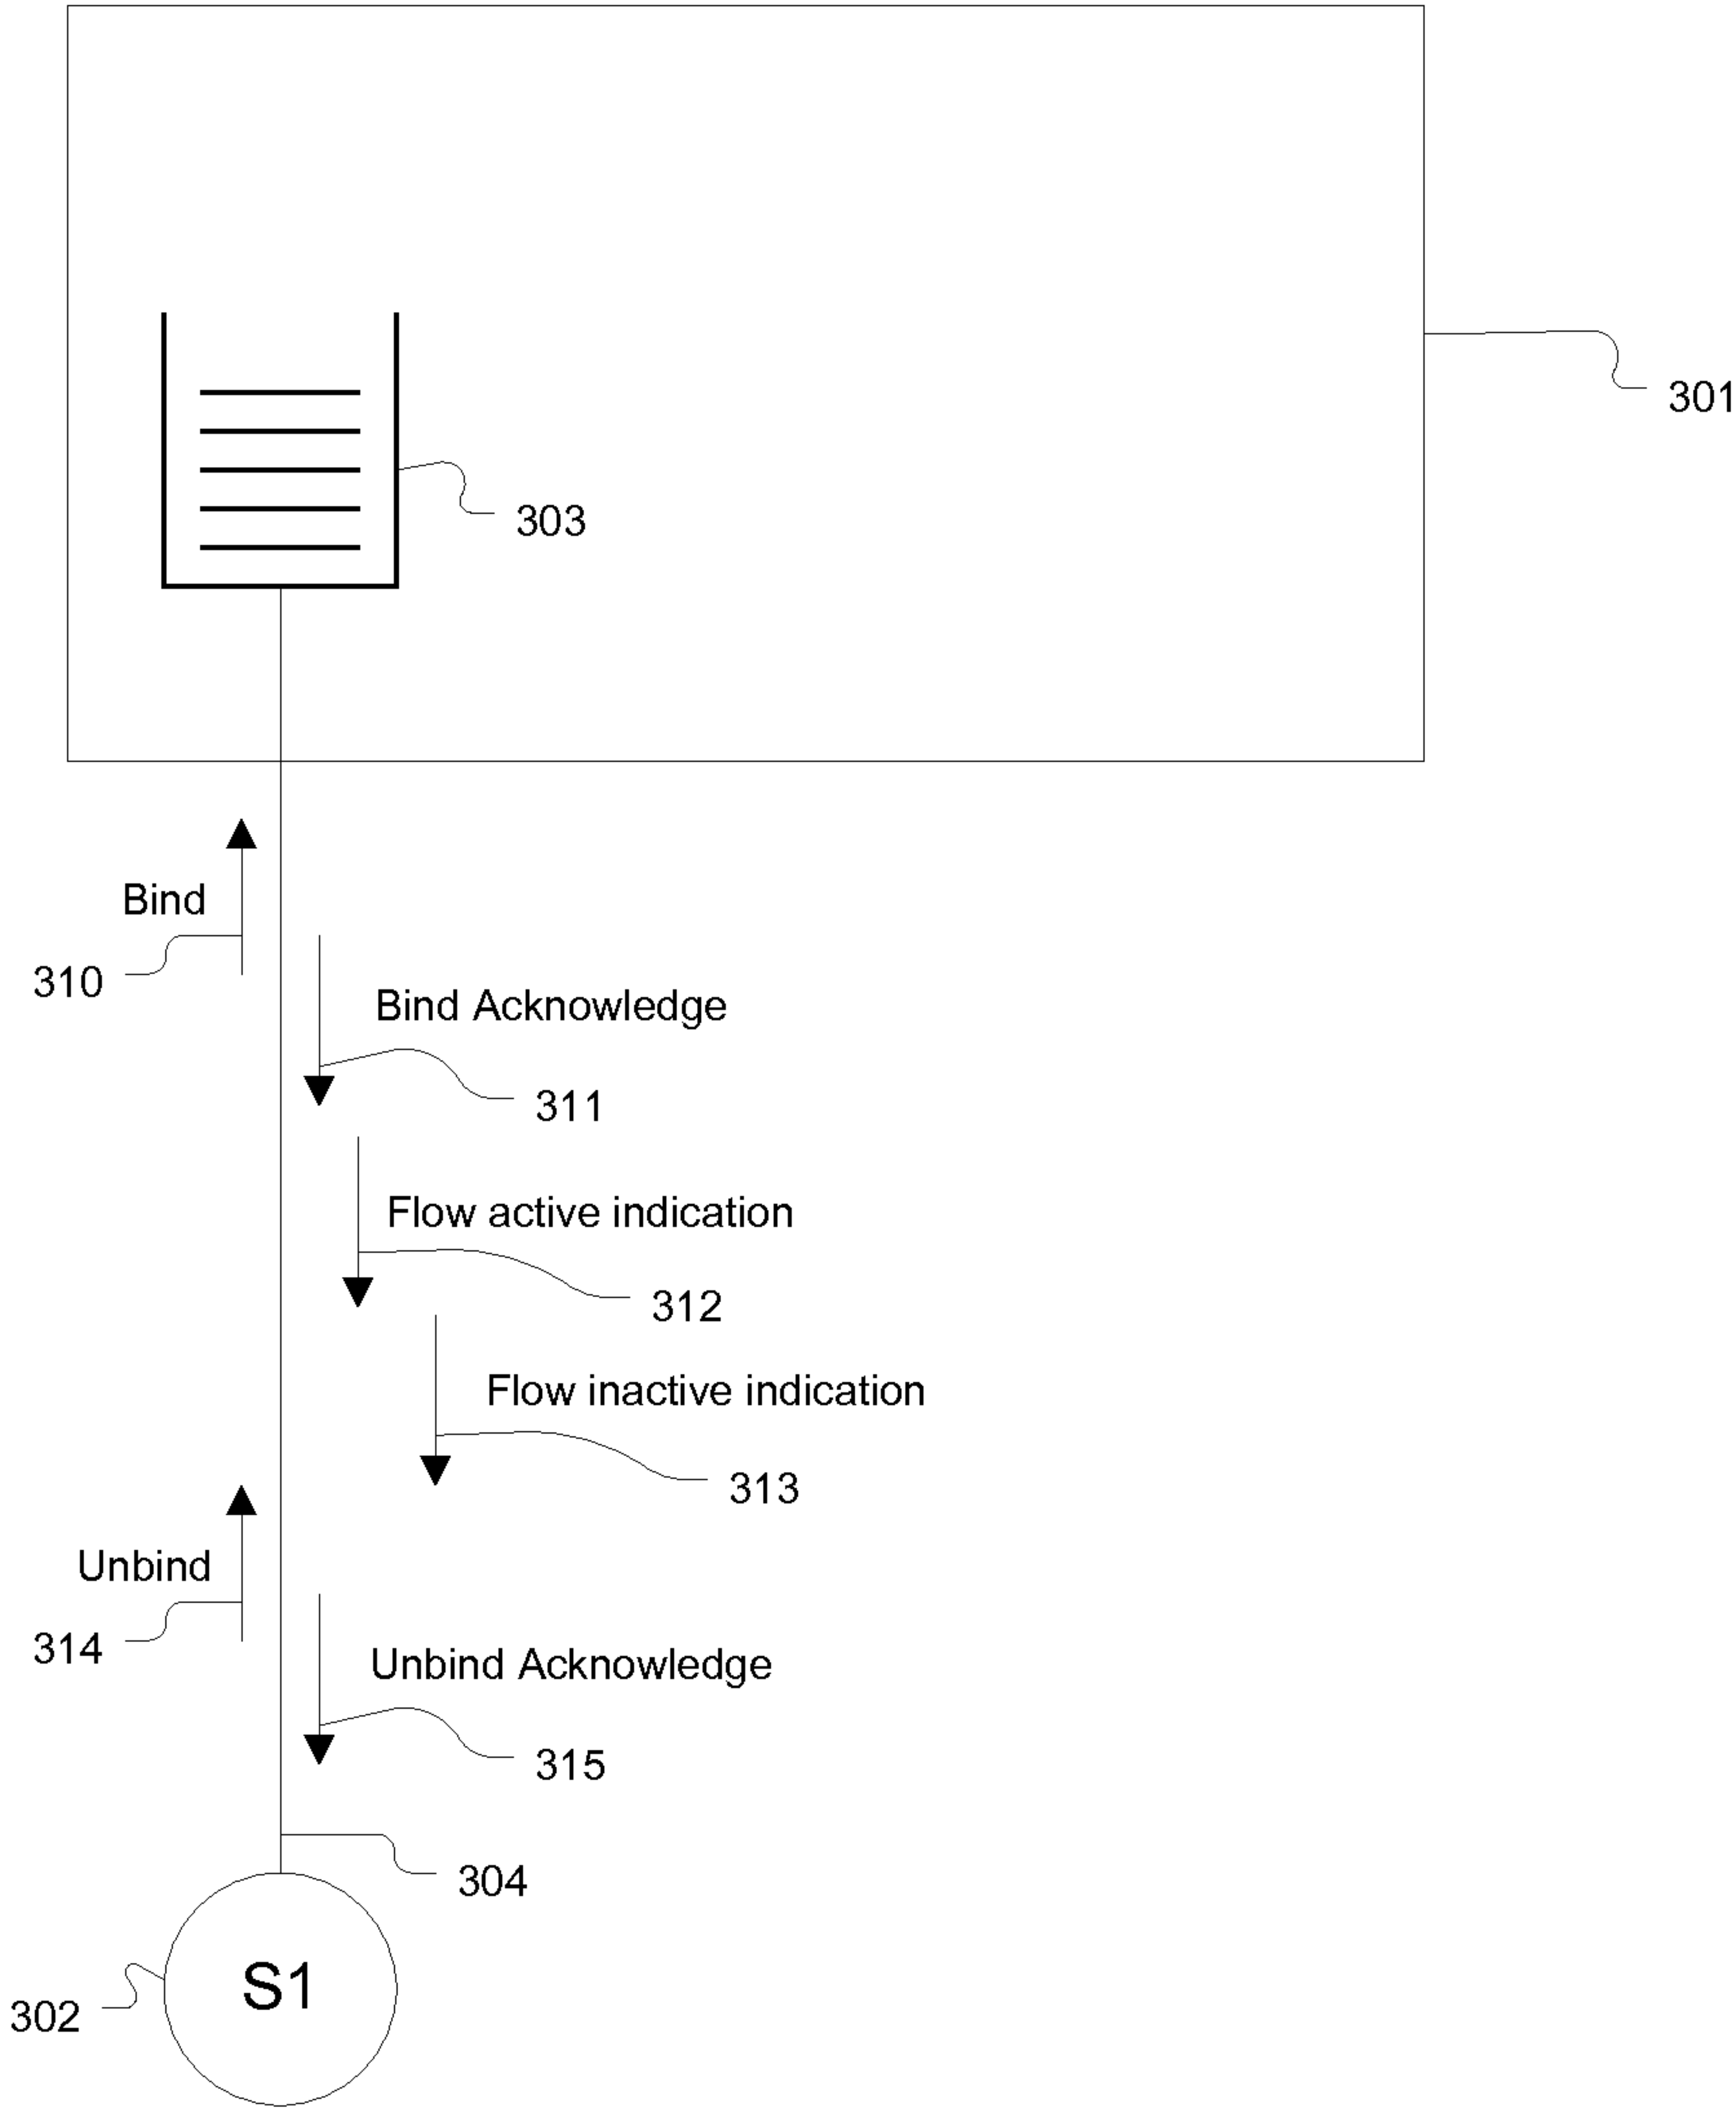 301
303
Bind
310
Bind Acknowledge
311
Flow active indication
312
Flow inactive indication
313
Unbind
314
Unbind Acknowledge
315
304
S1
302